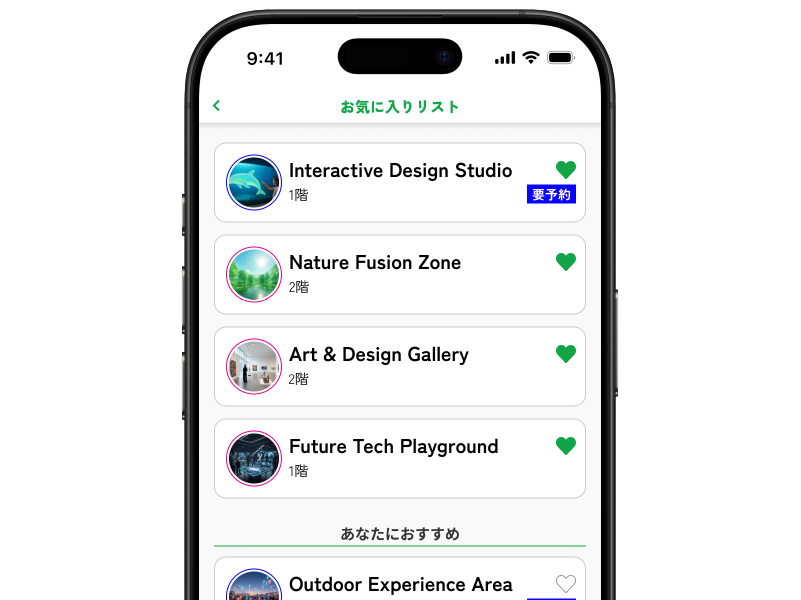 9:41
お気に入りリスト
Interactive Design Studio
1階
要予約
Nature Fusion Zone
2階
Art & Design Gallery
2階
Future Tech Playground
1階
あなたにおすすめ
Outdoor Experience Area